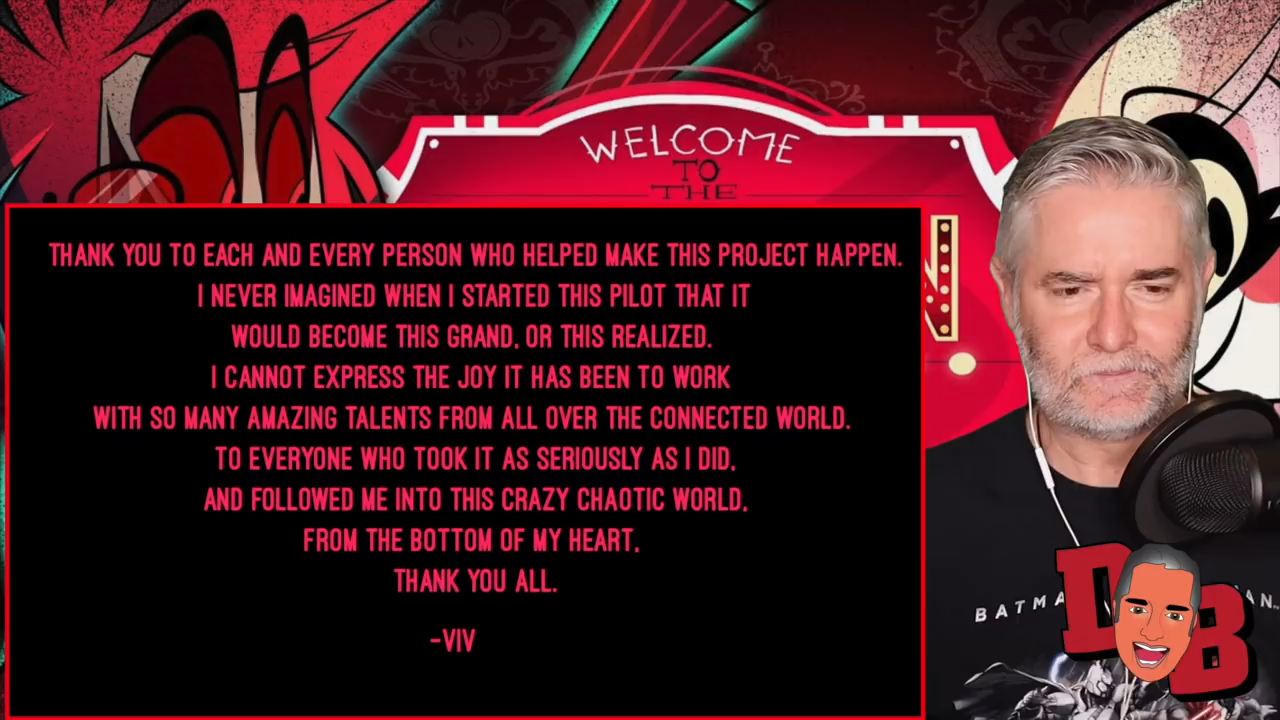 WELCOME
TO
THE
THANK YOU TO EACH AND EVERY PERSON WHO HELPED MAKE THIS PROJECT HAPPEN.
I NEVER IMAGINED WHEN I STARTED THIS PILOT THAT IT
WOULD BECOME THIS GRAND, OR THIS REALIZED.
I CANNOT EXPRESS THE JOY IT HAS BEEN TO WORK
WITH SO MANY AMAZING TALENTS FROM ALL OVER THE CONNECTED WORLD.
TO EVERYONE WHO TOOK IT AS SERIOUSLY AS I DID,
AND FOLLOWED ME INTO THIS CRAZY CHAOTIC WORLD,
FROM THE BOTTOM OF MY HEART,
THANK YOU ALL.
-VIV
DB